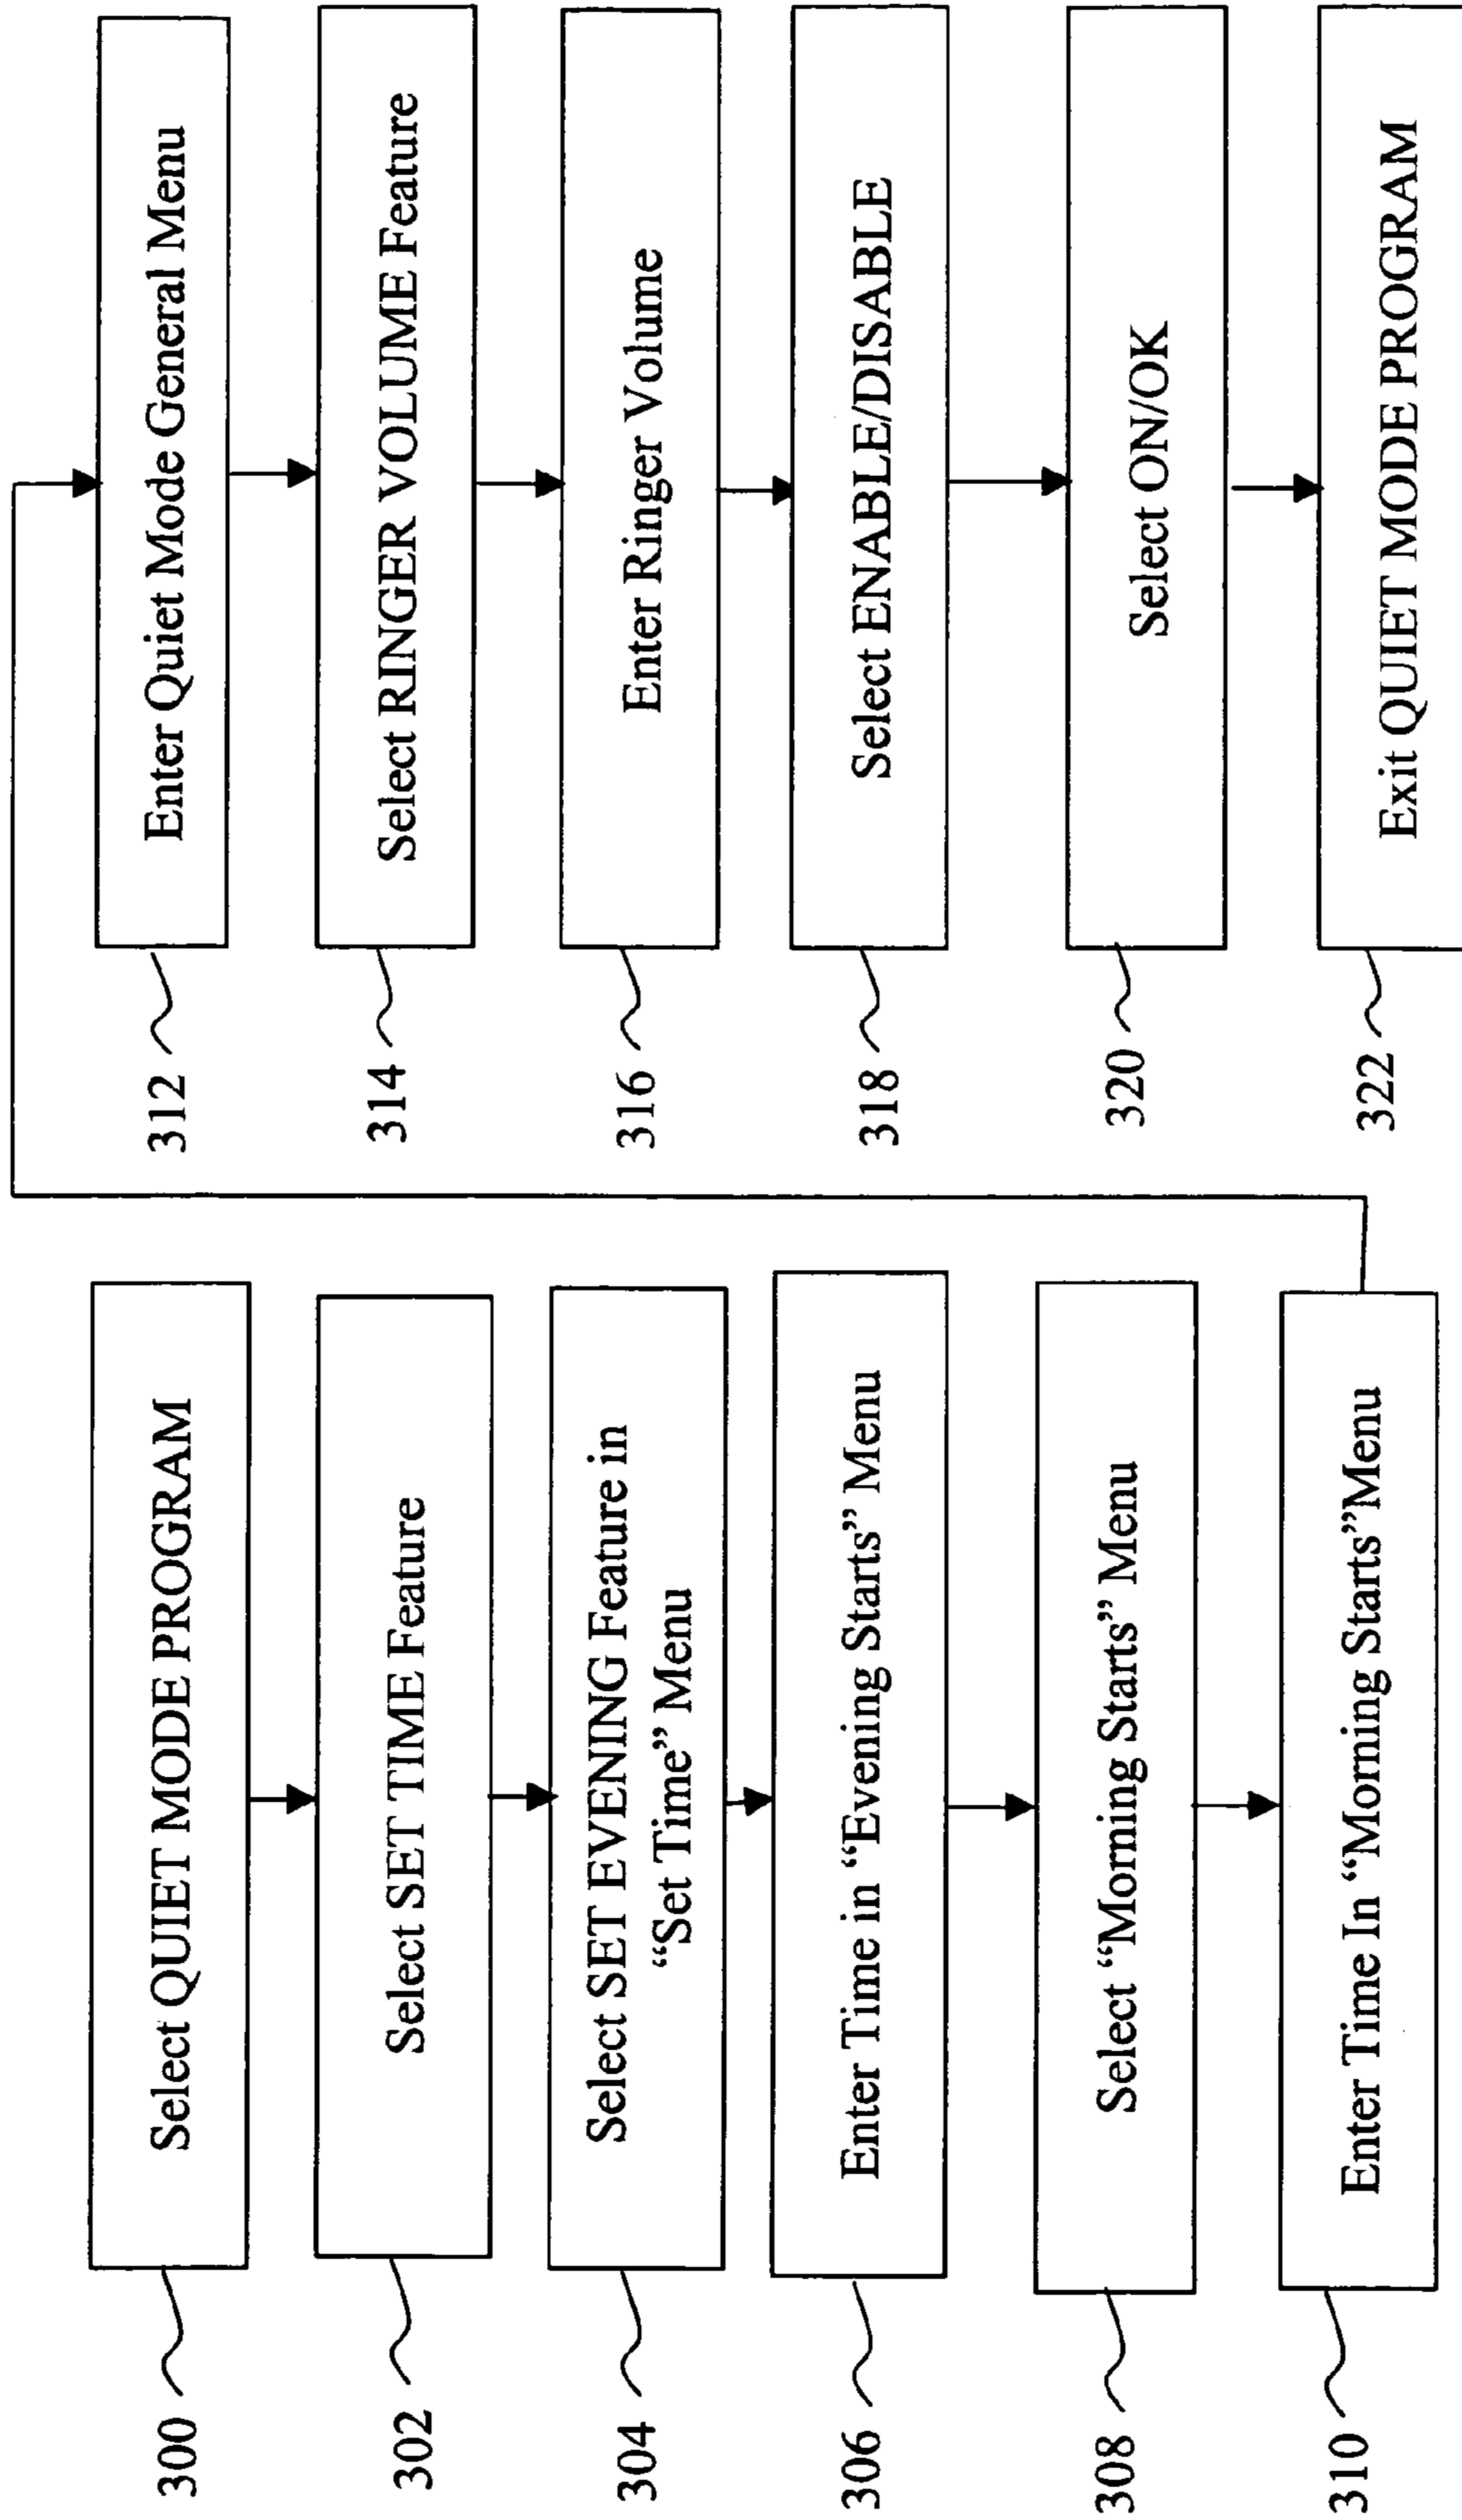 300
Select QUIET MODE PROGRAM
302
Select SET TIME Feature
304
Select SET EVENING Feature in
“Set Time” Menu
306
Enter Time in “Evening Starts” Menu
308
Select “Morning Starts” Menu
310
Enter Time In “Morning Starts”Menu
312
Enter Quiet Mode General Menu
314
Select RINGER VOLUME Feature
316
Enter Ringer Volume
318
Select ENABLE/DISABLE
320
Select ON/OK
322
Exit QUIET MODE PROGRAM